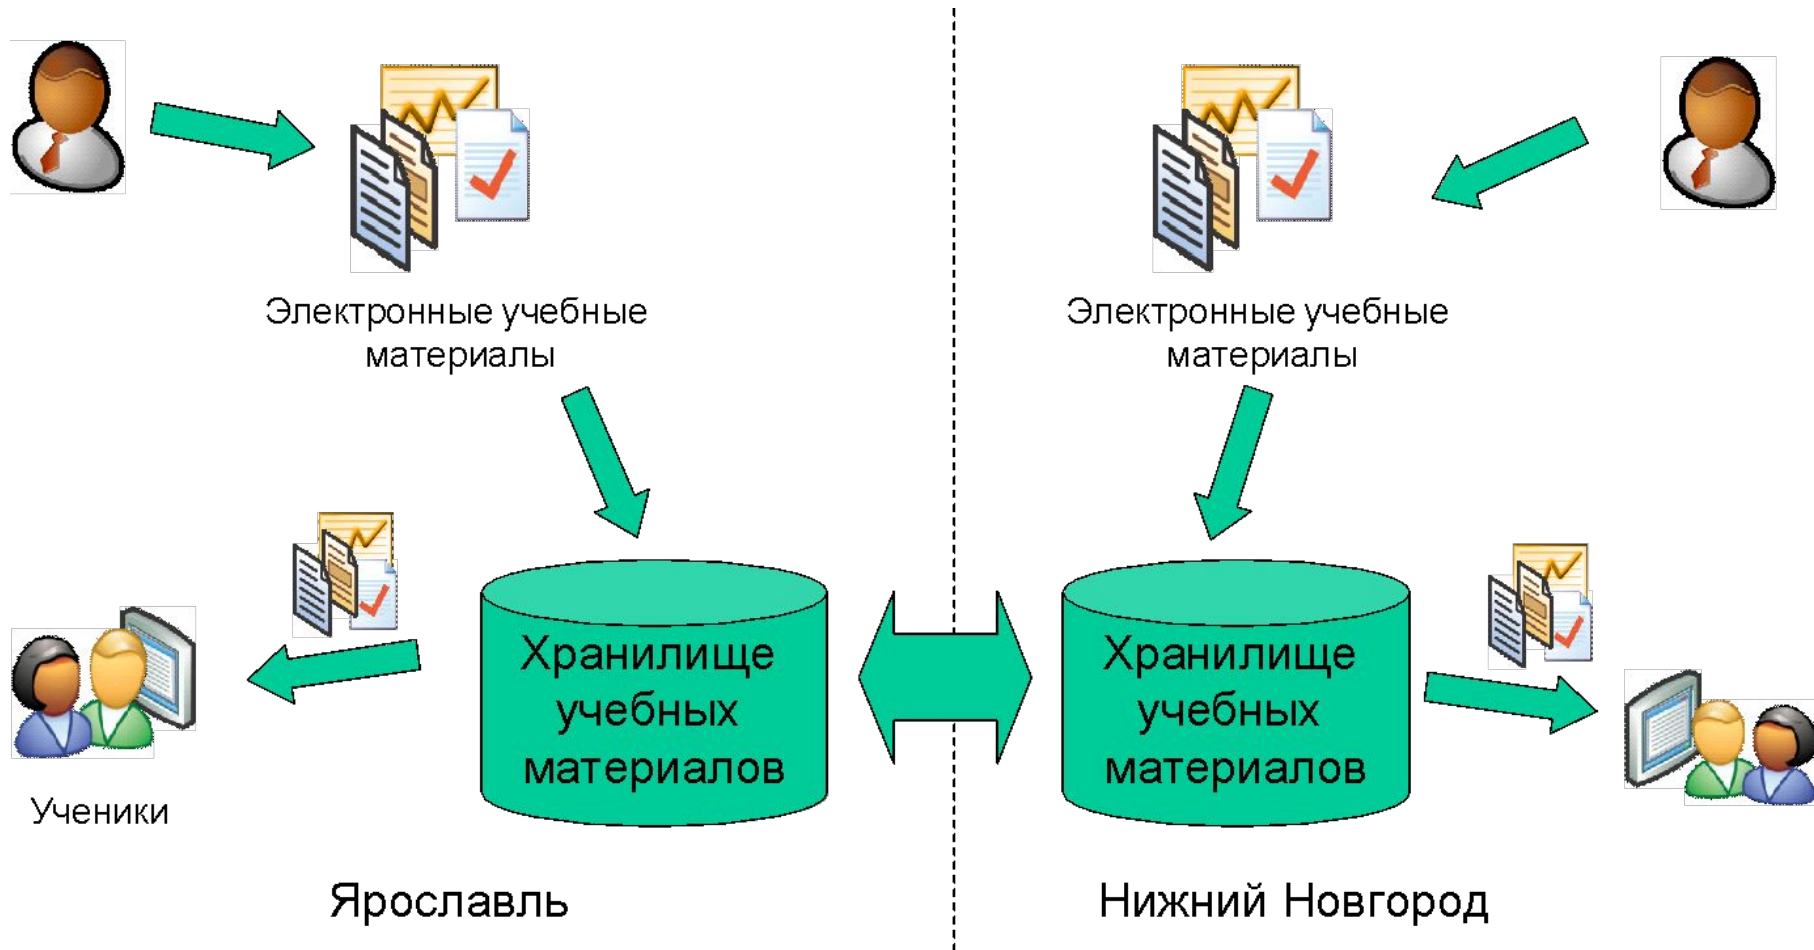 Электронные учебные
материалы
Электронные учебные
материалы
Хранилище
учебных
материалов
Хранилище
учебных
материалов
Ученики
Ярославль
Нижний Новгород